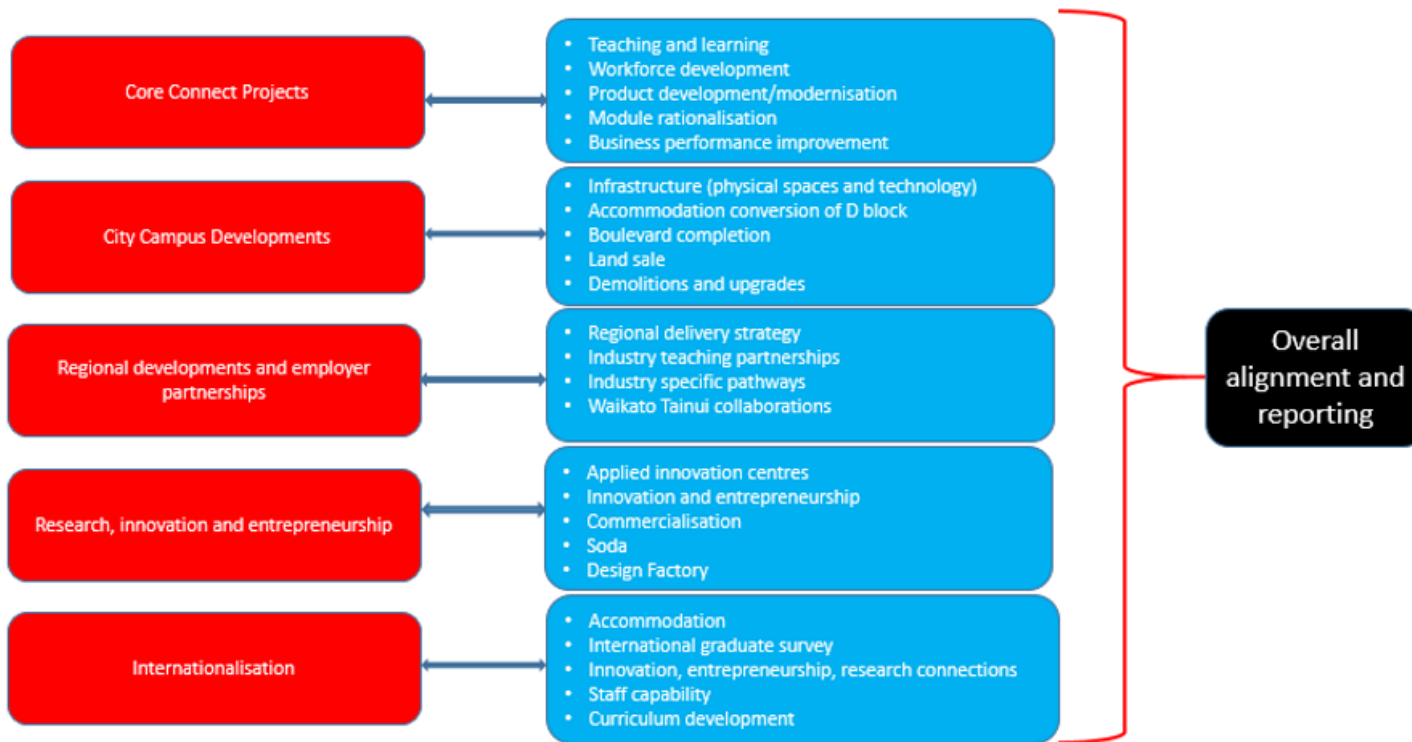 Core Connect Projects
• Teaching and learning
• Workforce development
• Product development/modernisation
• Module rationalisation
• Business performance improvement
City Campus Developments
• Infrastructure (physical spaces and technology)
• Accommodation conversion of D block
• Boulevard completion
• Land sale
• Demolitions and upgrades
Regional developments and employer
partnerships
• Regional delivery strategy
• Industry teaching partnerships
• Industry specific pathways
• Waikato Tainui collaborations
Research, innovation and entrepreneurship
• Applied innovation centres
• Innovation and entrepreneurship
• Commercialisation
• Soda
• Design Factory
Internationalisation
• Accommodation
• International graduate survey
• Innovation, entrepreneurship, research connections
• Staff capability
• Curriculum development
Overall
alignment and
reporting